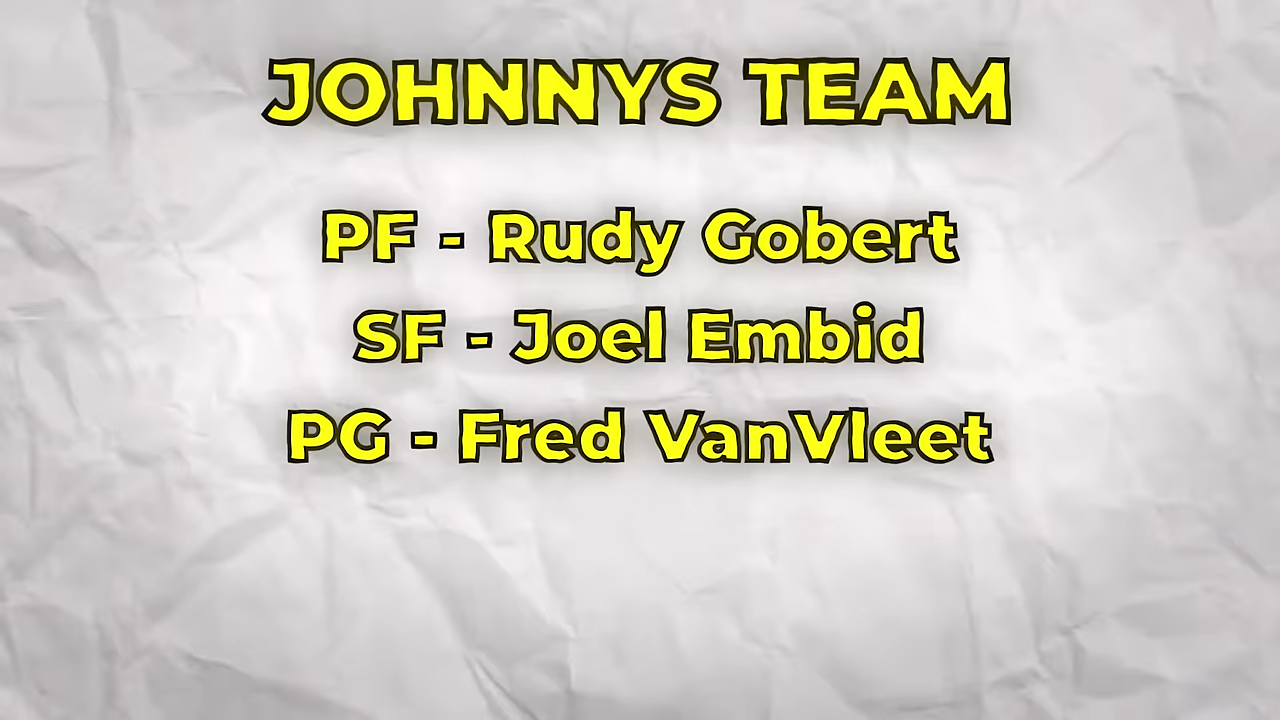 JOHNNYS TEAM
PF - Rudy Gobert
SF - Joel Embid
PG - Fred VanVleet